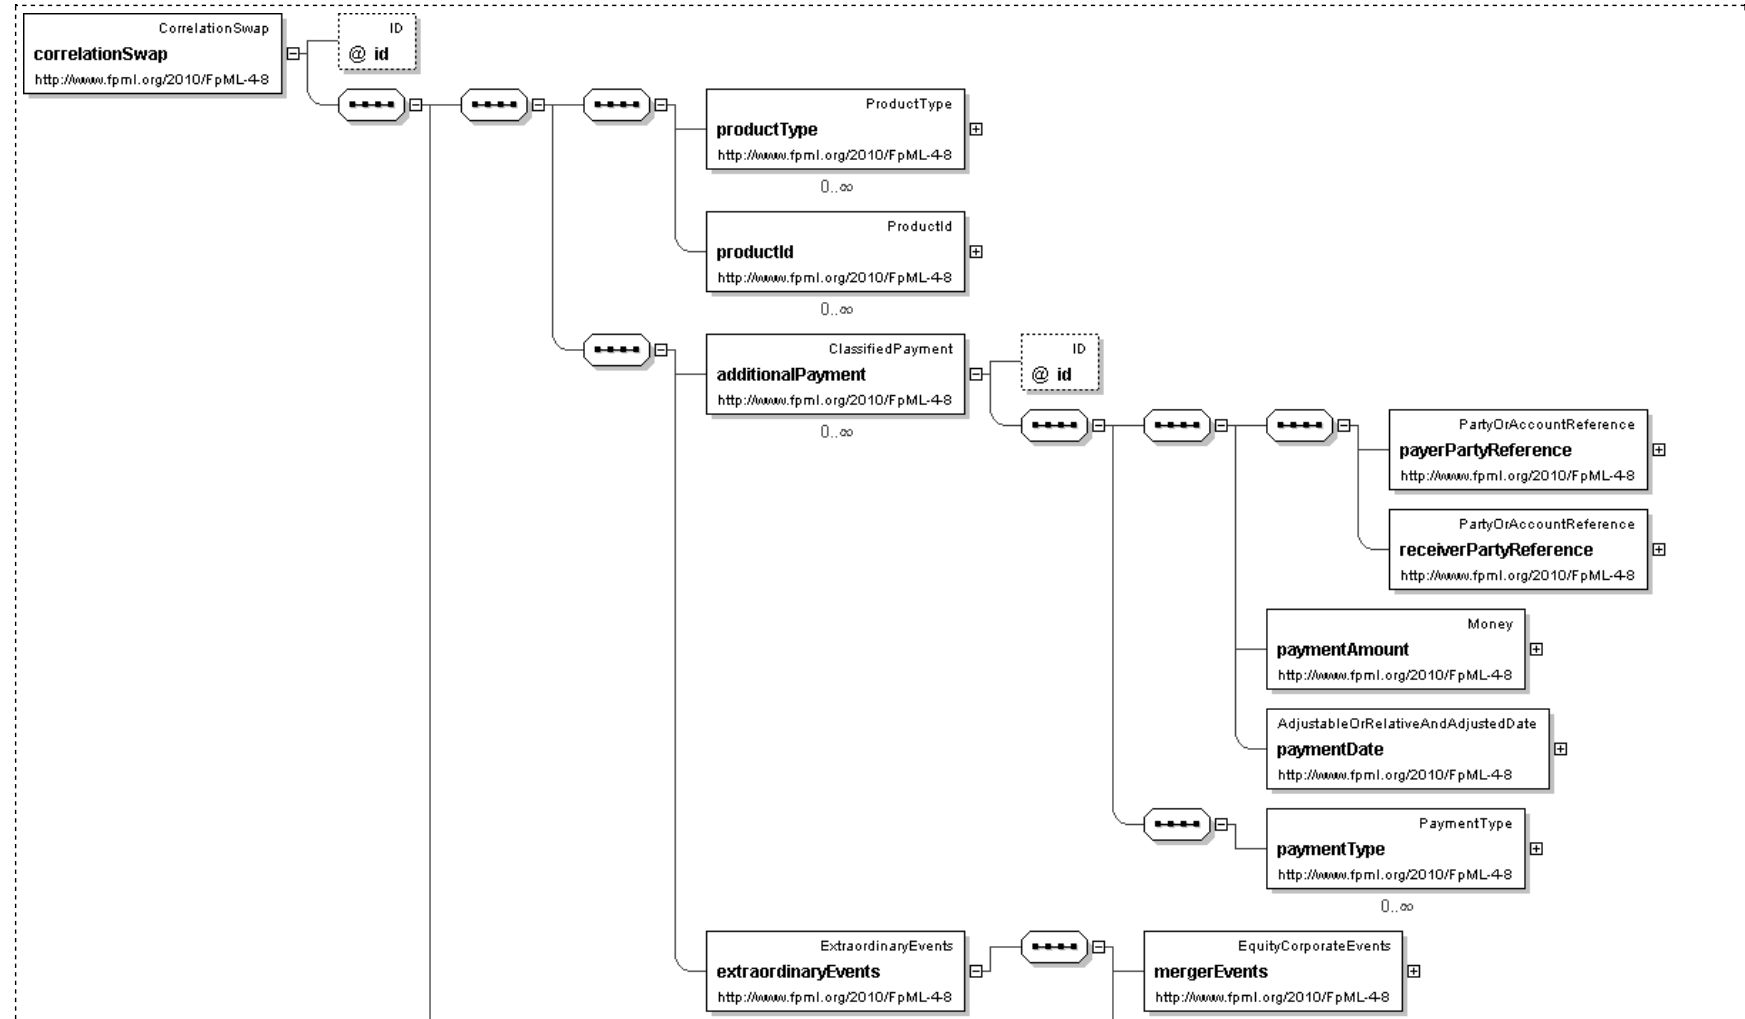 CorrelationSwap
correlationSwap
http://www.fpml.org/2010/FpML-4-8
ID
@ id
ProductType
productType
http://www.fpml.org/2010/FpML-4-8
0..∞
ProductId
productId
http://www.fpml.org/2010/FpML-4-8
0..∞
ClassifiedPayment
additionalPayment
http://www.fpml.org/2010/FpML-4-8
0..∞
ID
@ id
PartyOrAccountReference
payerPartyReference
http://www.fpml.org/2010/FpML-4-8
PartyOrAccountReference
receiverPartyReference
http://www.fpml.org/2010/FpML-4-8
Money
paymentAmount
http://www.fpml.org/2010/FpML-4-8
AdjustableOrRelativeAndAdjustedDate
paymentDate
http://www.fpml.org/2010/FpML-4-8
PaymentType
paymentType
http://www.fpml.org/2010/FpML-4-8
0..∞
ExtraordinaryEvents
extraordinaryEvents
http://www.fpml.org/2010/FpML-4-8
EquityCorporateEvents
mergerEvents
http://www.fpml.org/2010/FpML-4-8